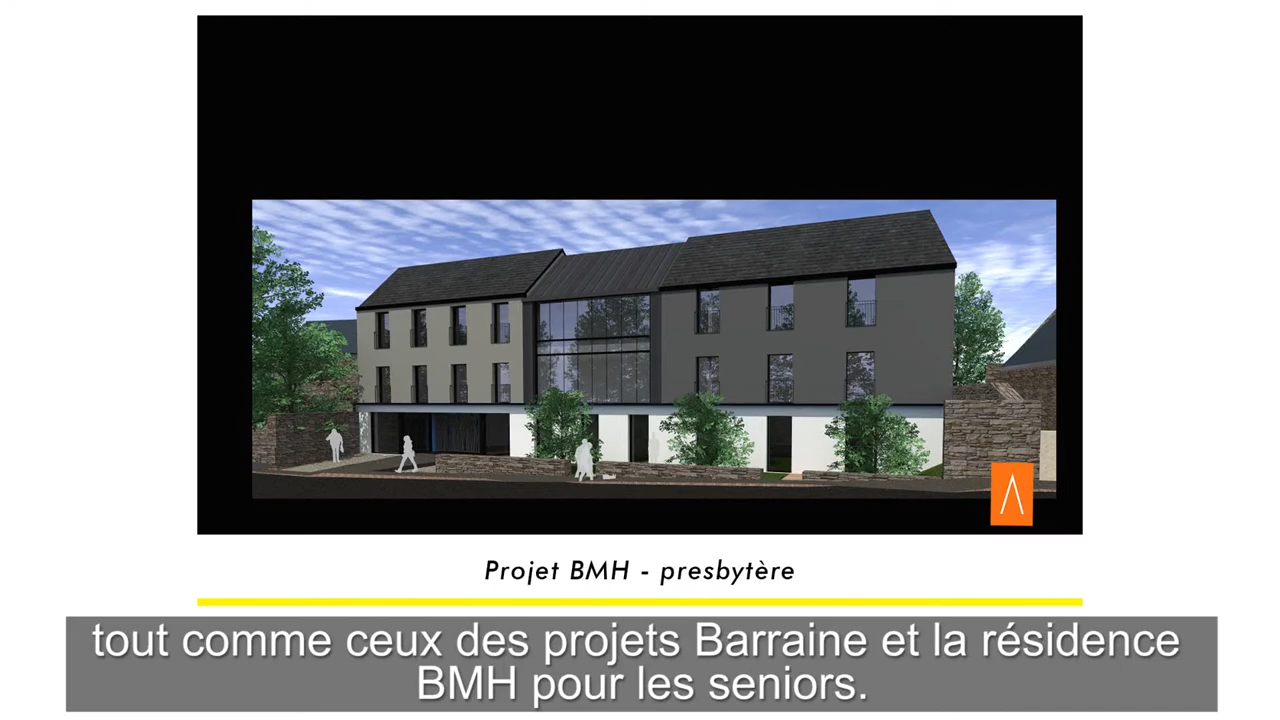 Projet BMH - presbytère
tout comme ceux des projets Barraine et la résidence
BMH pour les seniors.